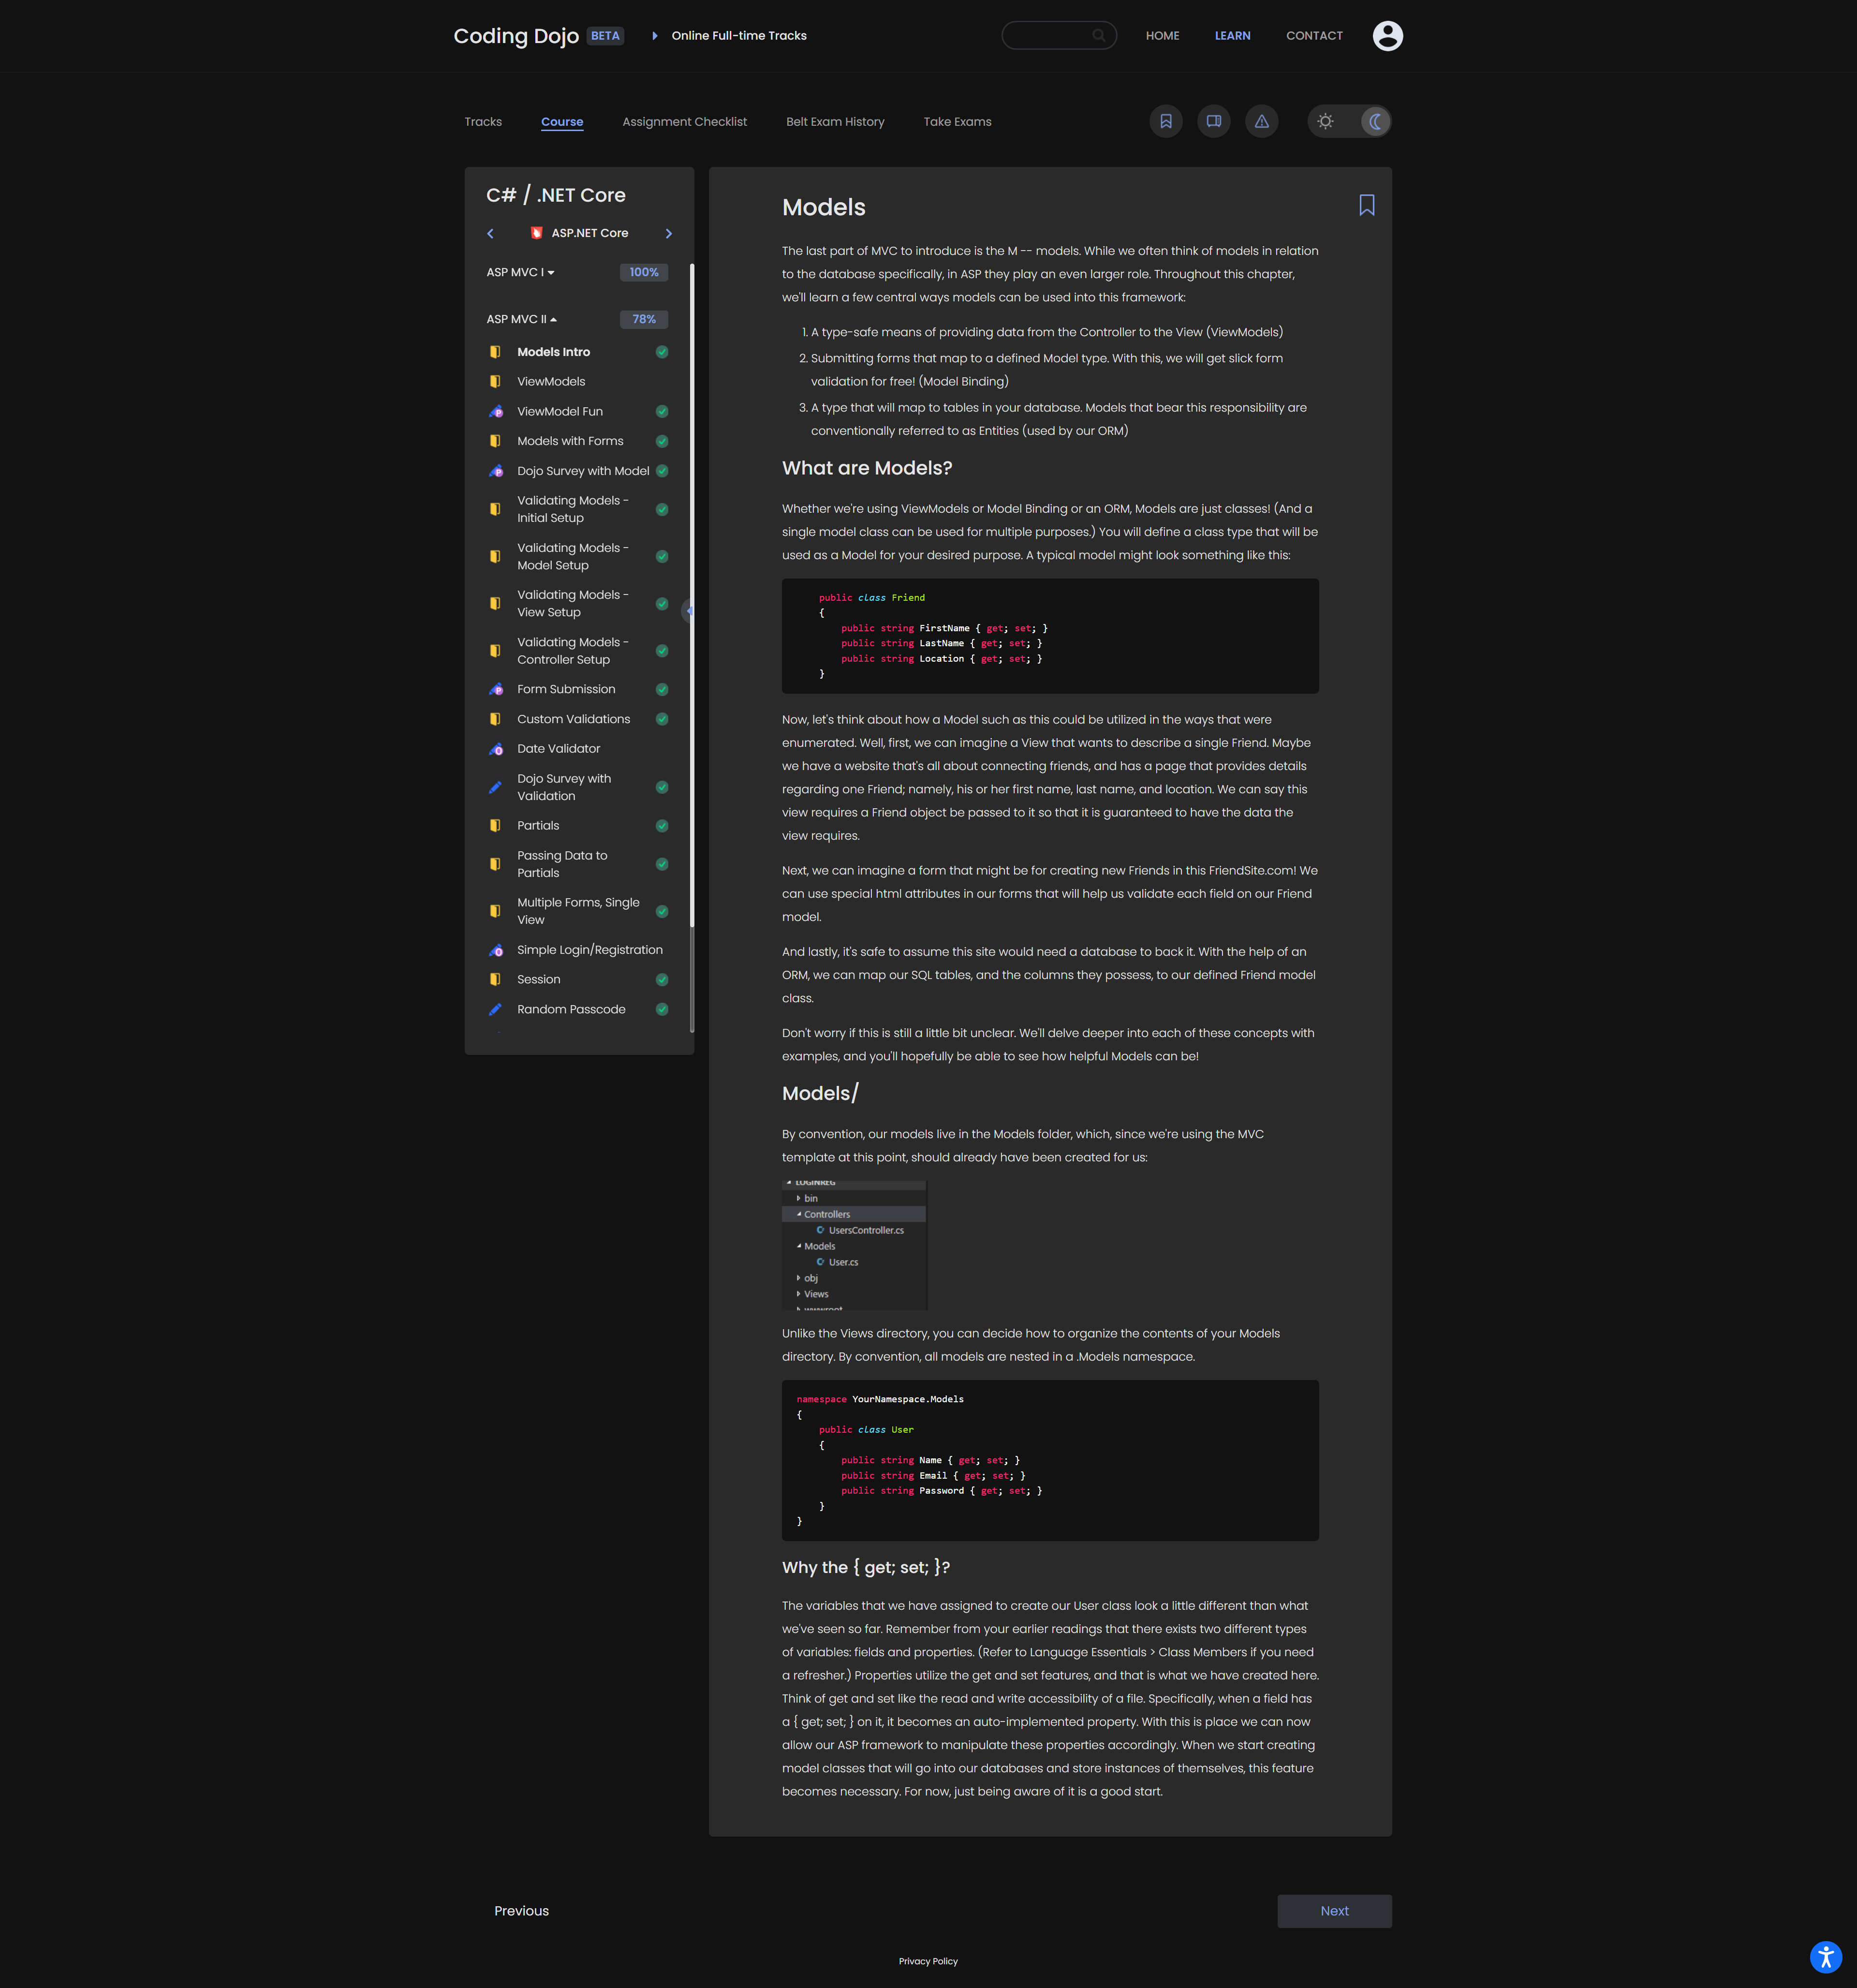 Coding Dojo BETA
Online Full-time Tracks
HOME
LEARN
CONTACT
Tracks
Course
Assignment Checklist
Belt Exam History
Take Exams
C# / .NET Core
ASP.NET Core
ASP MVC I
100%
ASP MVC II
78%
Models Intro
ViewModels
ViewModel Fun
Models with Forms
Dojo Survey with Model
Validating Models -
Initial Setup
Validating Models -
Model Setup
Validating Models -
View Setup
Validating Models -
Controller Setup
Form Submission
Custom Validations
Date Validator
Dojo Survey with
Validation
Partials
Passing Data to
Partials
Multiple Forms, Single
View
Simple Login/Registration
Session
Random Passcode
Models
The last part of MVC to introduce is the M -- models. While we often think of models in relation
to the database specifically, in ASP they play an even larger role. Throughout this chapter,
we'll learn a few central ways models can be used into this framework:
1. A type-safe means of providing data from the Controller to the View (ViewModels)
2. Submitting forms that map to a defined Model type. With this, we will get slick form
validation for free! (Model Binding)
3. A type that will map to tables in your database. Models that bear this responsibility are
conventionally referred to as Entities (used by our ORM)
What are Models?
Whether we're using ViewModels or Model Binding or an ORM, Models are just classes! (And a
single model class can be used for multiple purposes.) You will define a class type that will be
used as a Model for your desired purpose. A typical model might look something like this:
public class Friend
{
public string FirstName { get; set; }
public string LastName { get; set; }
public string Location { get; set; }
}
Now, let's think about how a Model such as this could be utilized in the ways that were
enumerated. Well, first, we can imagine a View that wants to describe a single Friend. Maybe
we have a website that's all about connecting friends, and has a page that provides details
regarding one Friend; namely, his or her first name, last name, and location. We can say this
view requires a Friend object be passed to it so that it is guaranteed to have the data the
view requires.
Next, we can imagine a form that might be for creating new Friends in this FriendSite.com! We
can use special html attributes in our forms that will help us validate each field on our Friend
model.
And lastly, it's safe to assume this site would need a database to back it. With the help of an
ORM, we can map our SQL tables, and the columns they possess, to our defined Friend model
class.
Don't worry if this is still a little bit unclear. We'll delve deeper into each of these concepts with
examples, and you'll hopefully be able to see how helpful Models can be!
Models/
By convention, our models live in the Models folder, which, since we're using the MVC
template at this point, should already have been created for us:
LOGINREG
bin
Controllers
UsersController.cs
Models
User.cs
obj
Views
wwwroot
Unlike the Views directory, you can decide how to organize the contents of your Models
directory. By convention, all models are nested in a .Models namespace.
namespace YourNamespace.Models
{
public class User
{
public string Name { get; set; }
public string Email { get; set; }
public string Password { get; set; }
}
}
Why the { get; set; }?
The variables that we have assigned to create our User class look a little different than what
we've seen so far. Remember from your earlier readings that there exists two different types
of variables: fields and properties. (Refer to Language Essentials > Class Members if you need
a refresher.) Properties utilize the get and set features, and that is what we have created here.
Think of get and set like the read and write accessibility of a file. Specifically, when a field has
a { get; set; } on it, it becomes an auto-implemented property. With this is place we can now
allow our ASP framework to manipulate these properties accordingly. When we start creating
model classes that will go into our databases and store instances of themselves, this feature
becomes necessary. For now, just being aware of it is a good start.
Previous
Next
Privacy Policy